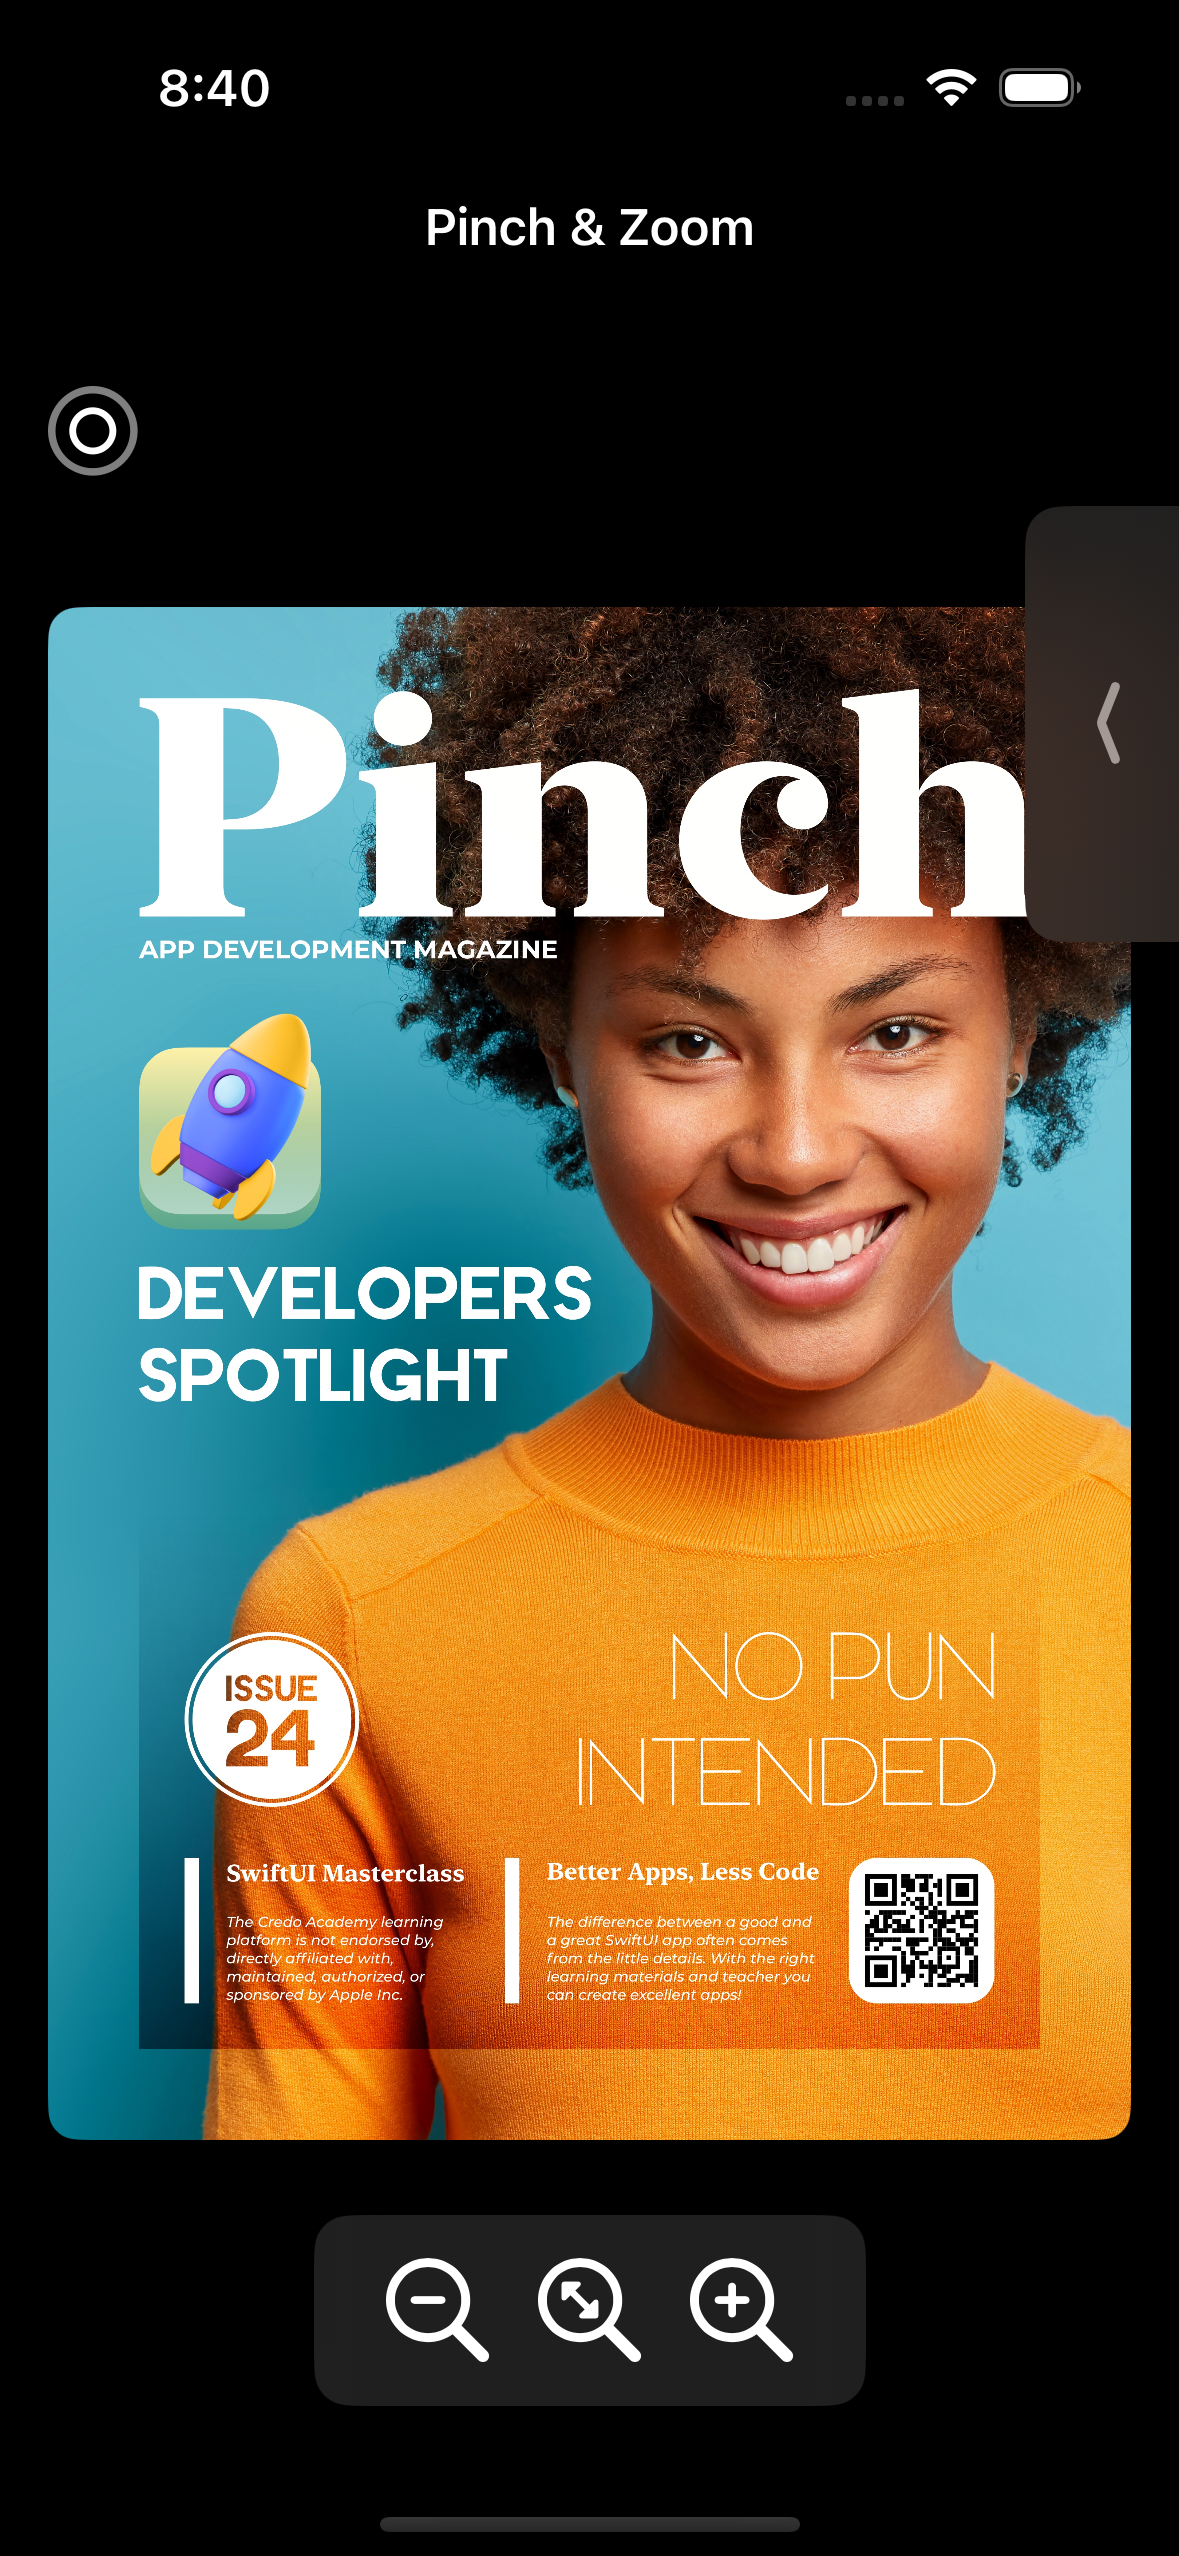 8:40
Pinch & Zoom
Pinch
APP DEVELOPMENT MAGAZINE
DEVELOPERS
SPOTLIGHT
ISSUE
24
NO PUN
INTENDED
SwiftUI Masterclass
The Credo Academy learning
platform is not endorsed by,
directly affiliated with,
maintained, authorized, or
sponsored by Apple Inc.
Better Apps, Less Code
The difference between a good and
a great SwiftUI app often comes
from the little details. With the right
learning materials and teacher you
can create excellent apps!